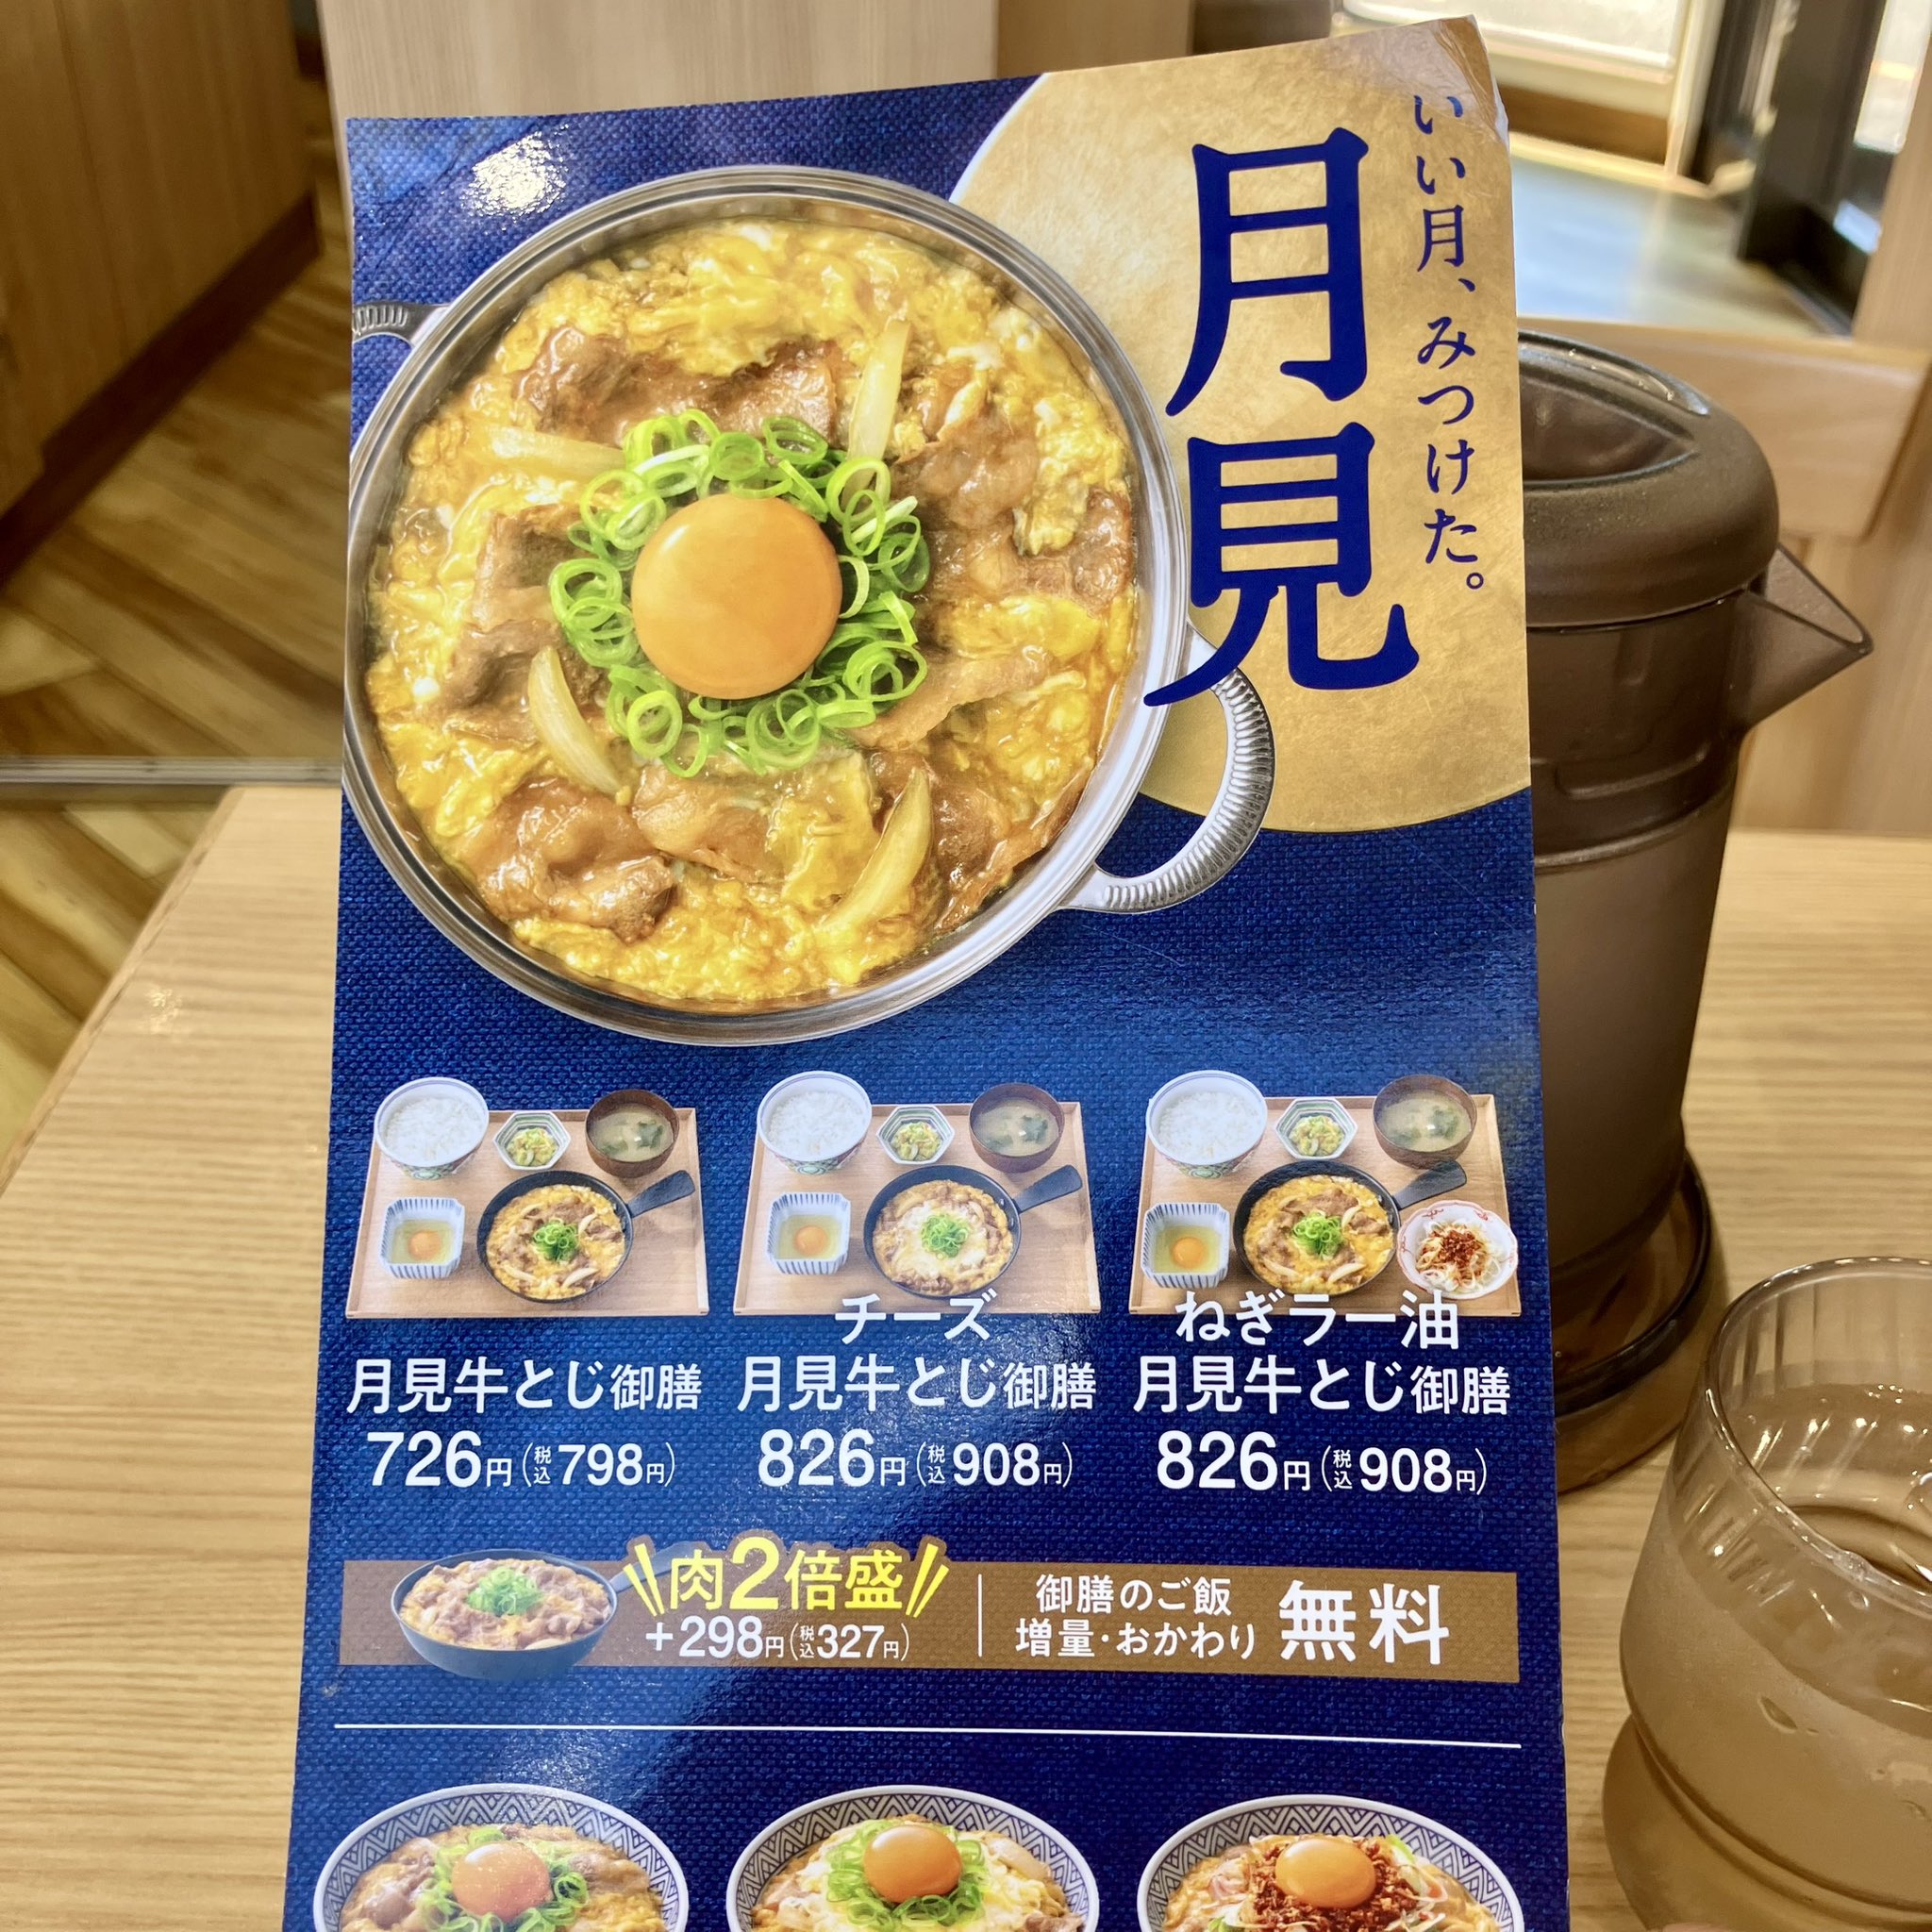 いい月、みつけた。
月見
月見牛とじ御膳
726円(税込798円)
チーズ
月見牛とじ御膳
826円(税込908円)
ねぎラー油
月見牛とじ御膳
826円(税込908円)
肉2倍盛
+298円(税込327円)
御膳のご飯
増量・おかわり
無料